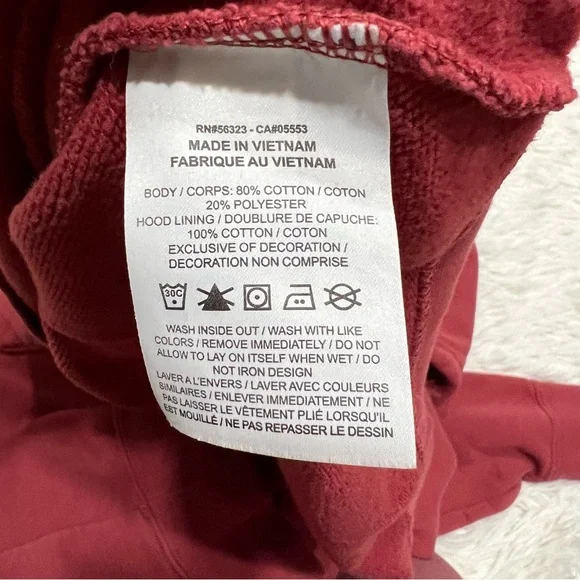 RN#56323 - CA#05553
MADE IN VIETNAM
FABRIQUE AU VIETNAM
BODY / CORPS: 80% COTTON / COTON
20% POLYESTER
HOOD LINING / DOUBLURE DE CAPUCHE:
100% COTTON / COTON
EXCLUSIVE OF DECORATION /
DECORATION NON COMPRISE
30C
WASH INSIDE OUT / WASH WITH LIKE
COLORS / REMOVE IMMEDIATELY / DO NOT
ALLOW TO LAY ON ITSELF WHEN WET / DO
NOT IRON DESIGN
LAVER A L'ENVERS / LAVER AVEC COULEURS
SIMILAIRES / ENLEVER IMMEDIATEMENT / NE
PAS LAISSER LE VÊTEMENT PLIÉ LORSQU'IL
EST MOUILLÉ / NE PAS REPASSER LE DESSIN